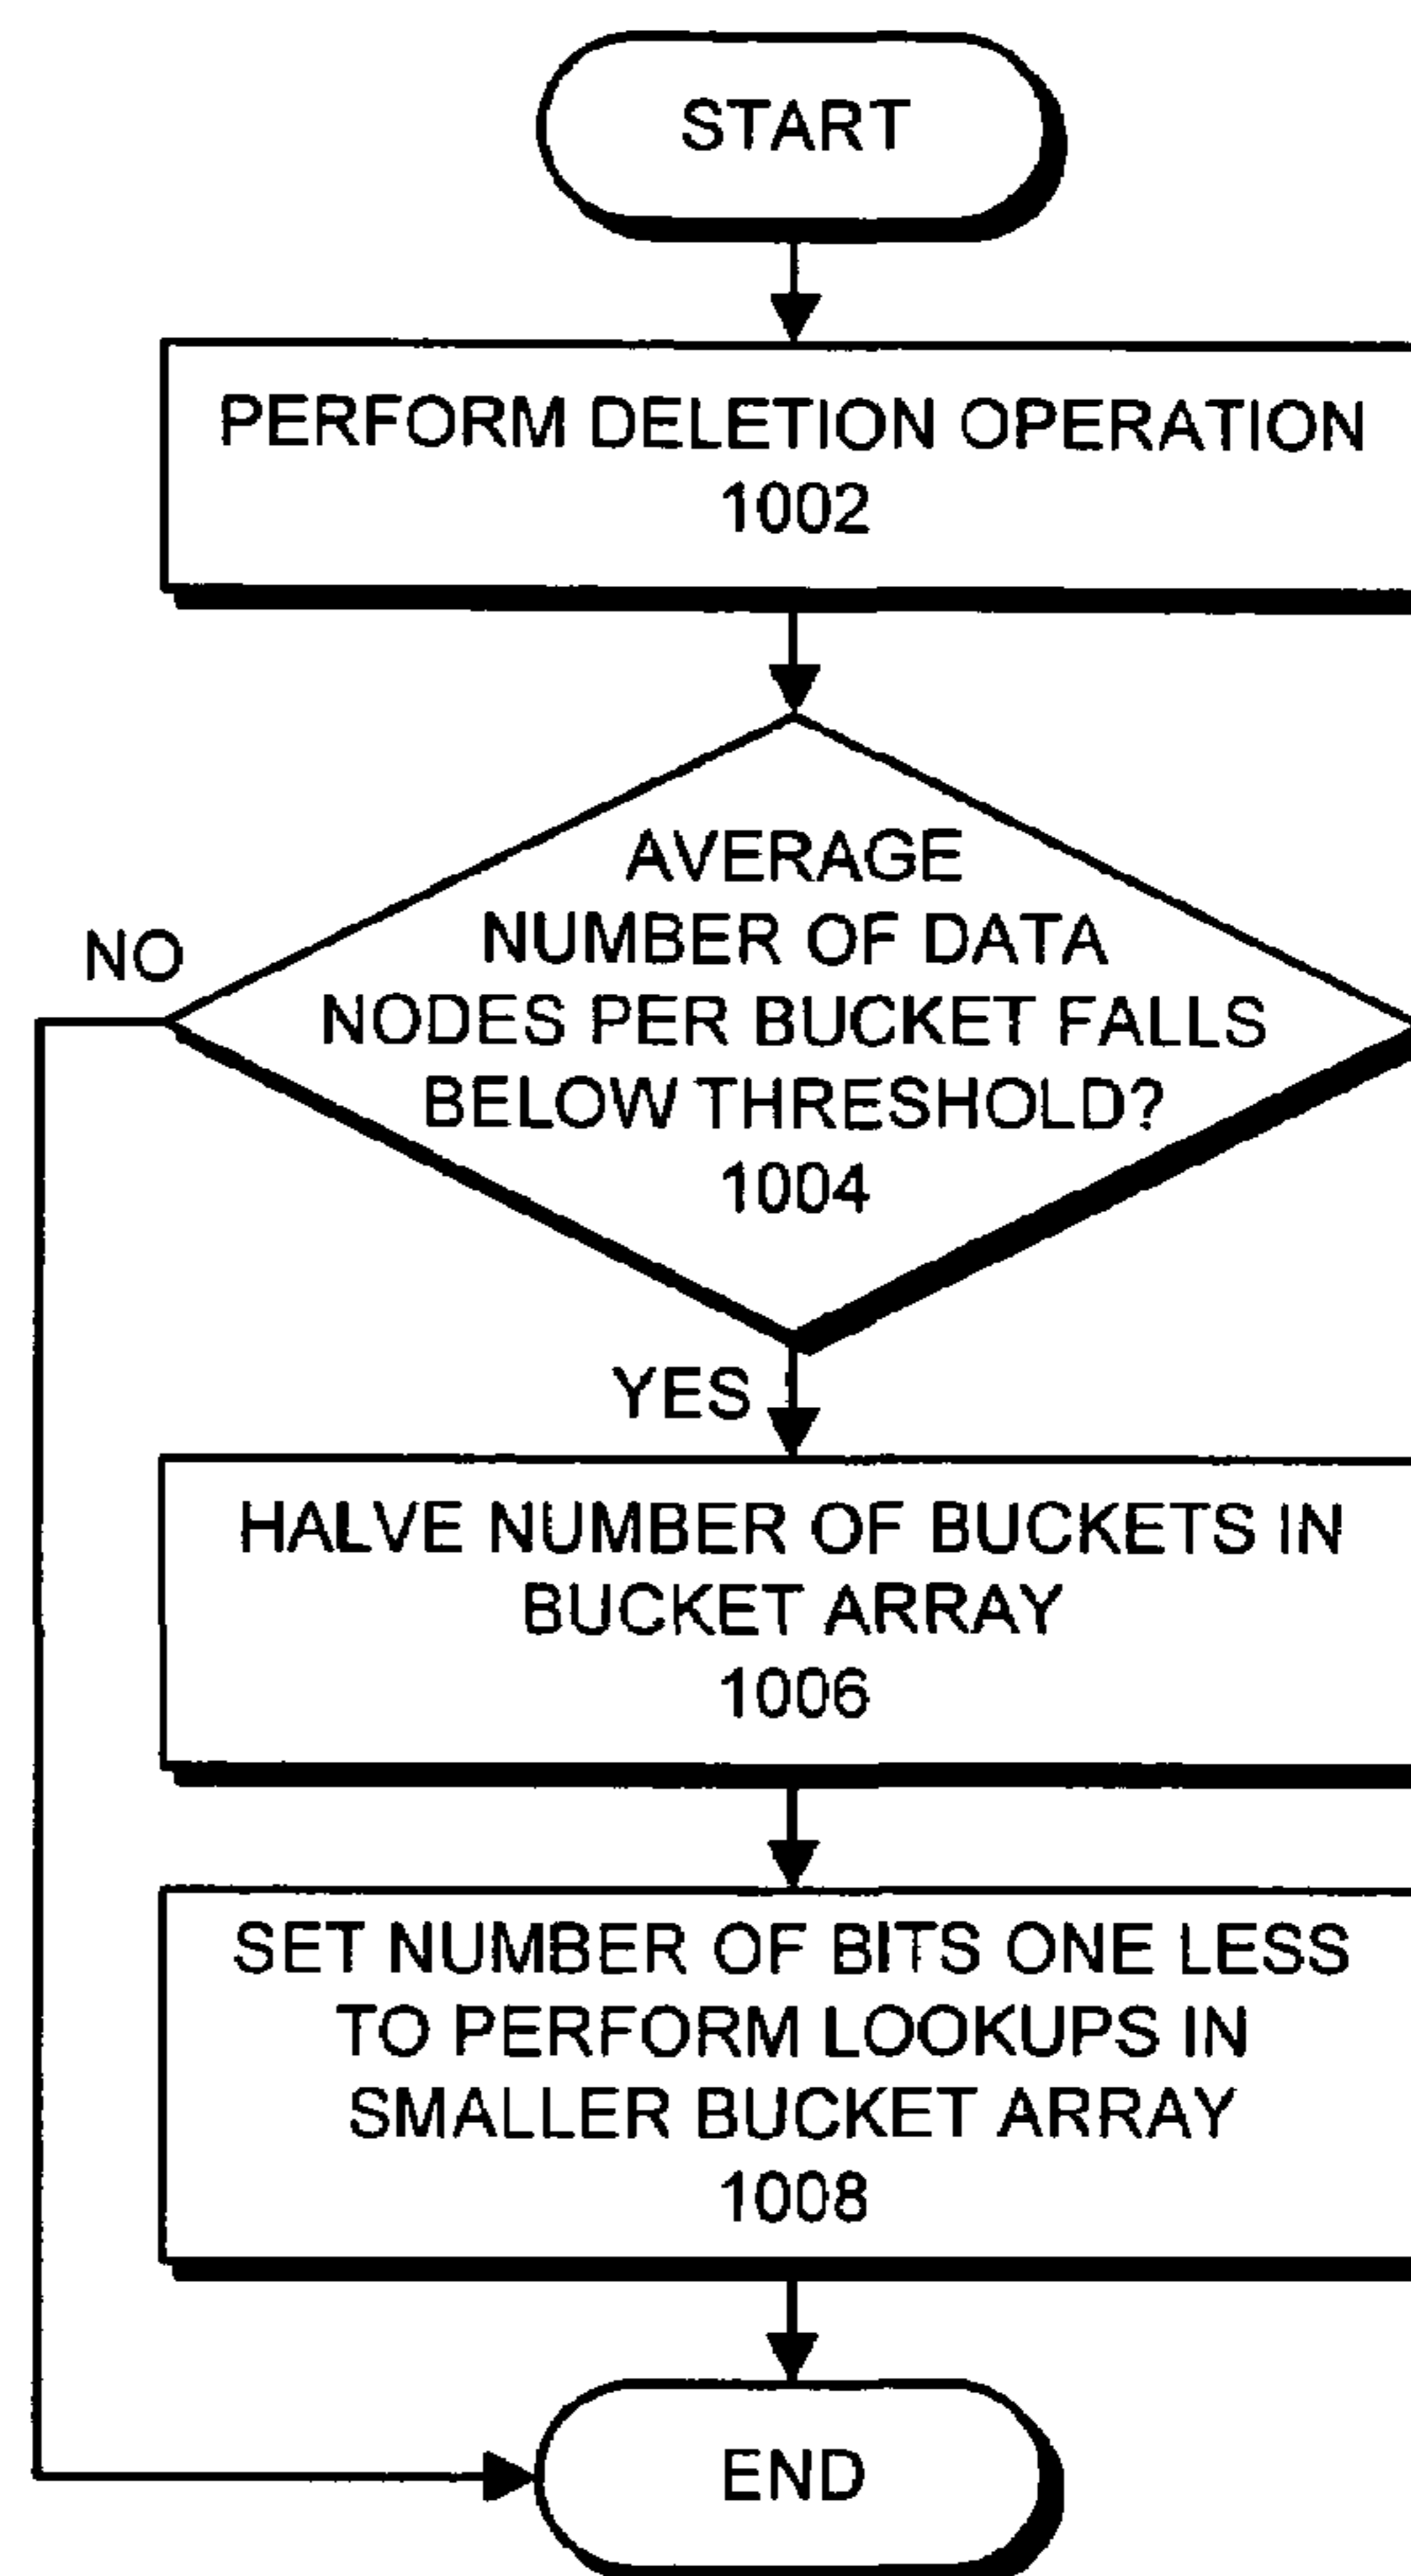 START
PERFORM DELETION OPERATION
1002
AVERAGE
NUMBER OF DATA
NODES PER BUCKET FALLS
BELOW THRESHOLD?
1004
NO
YES
HALVE NUMBER OF BUCKETS IN
BUCKET ARRAY
1006
SET NUMBER OF BITS ONE LESS
TO PERFORM LOOKUPS IN
SMALLER BUCKET ARRAY
1008
END